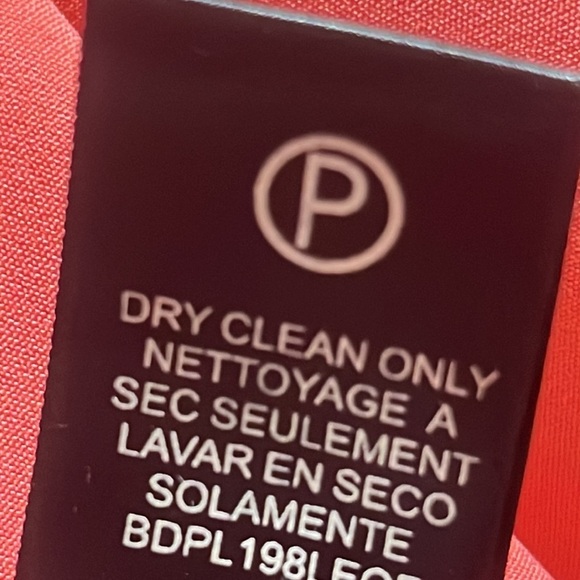 P
DRY CLEAN ONLY
NETTOYAGE A
SEC SEULEMENT
LAVAR EN SECO
SOLAMENTE